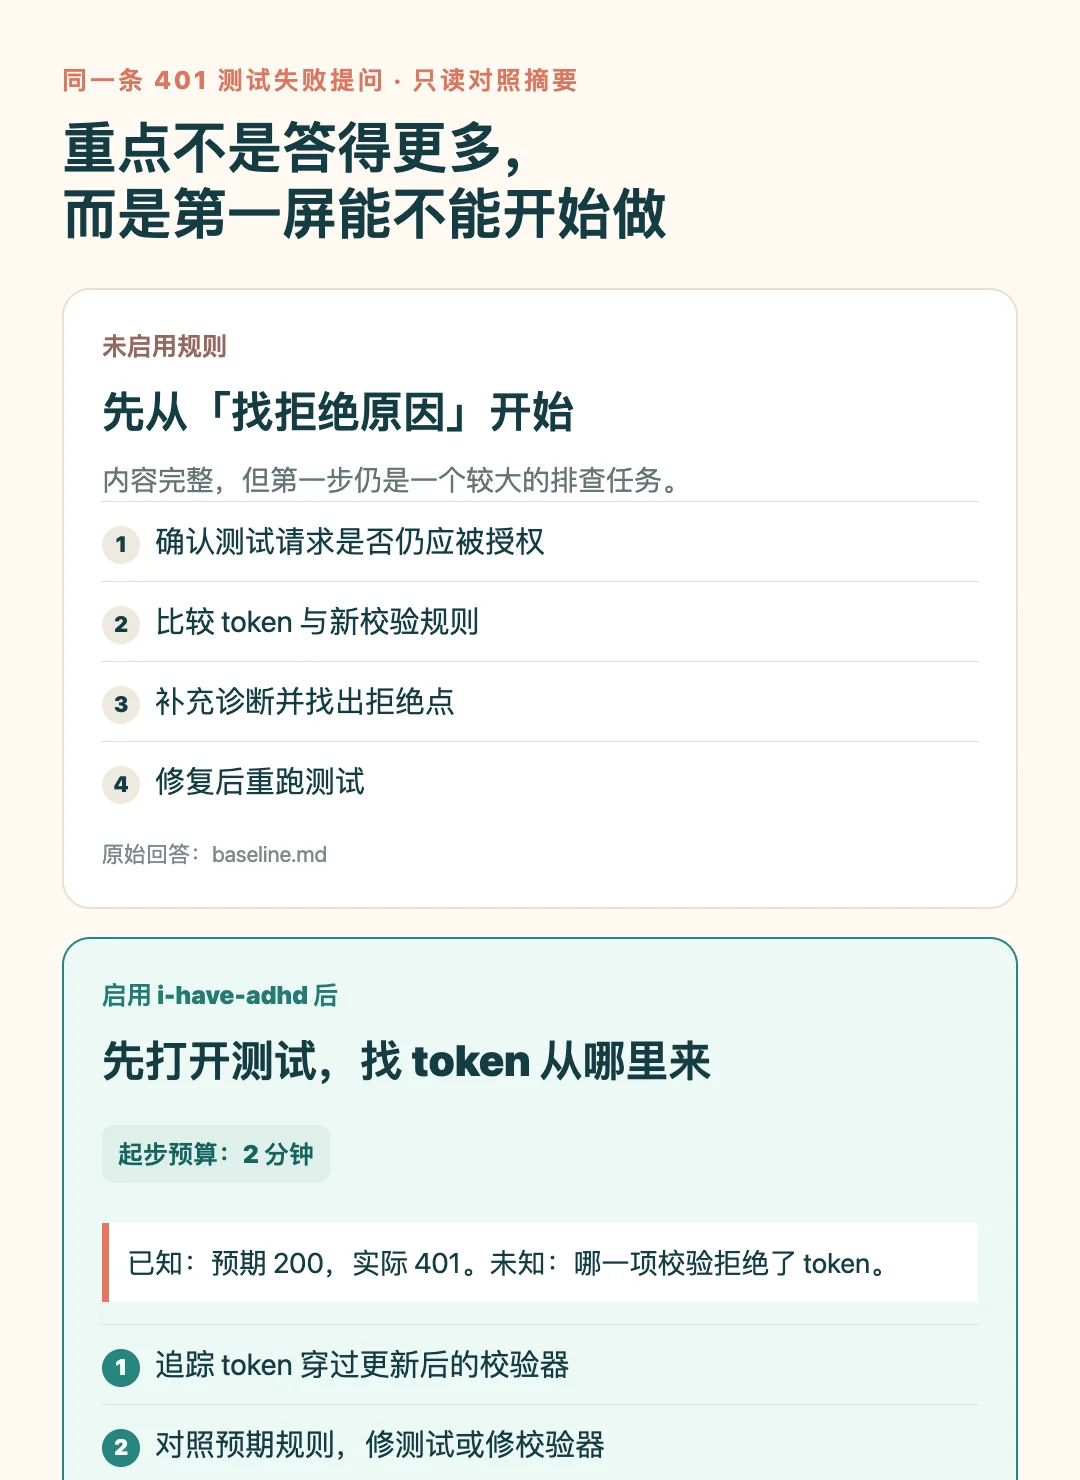 同一条 401 测试失败提问 · 只读对照摘要
重点不是答得更多，
而是第一屏能不能开始做
未启用规则
先从「找拒绝原因」开始
内容完整，但第一步仍是一个较大的排查任务。
1 确认测试请求是否仍应被授权
2 比较 token 与新校验规则
3 补充诊断并找出拒绝点
4 修复后重跑测试
原始回答：baseline.md
启用 i-have-adhd 后
先打开测试，找 token 从哪里来
起步预算：2 分钟
已知：预期 200，实际 401。未知：哪一项校验拒绝了 token。
1 追踪 token 穿过更新后的校验器
2 对照预期规则，修测试或修校验器